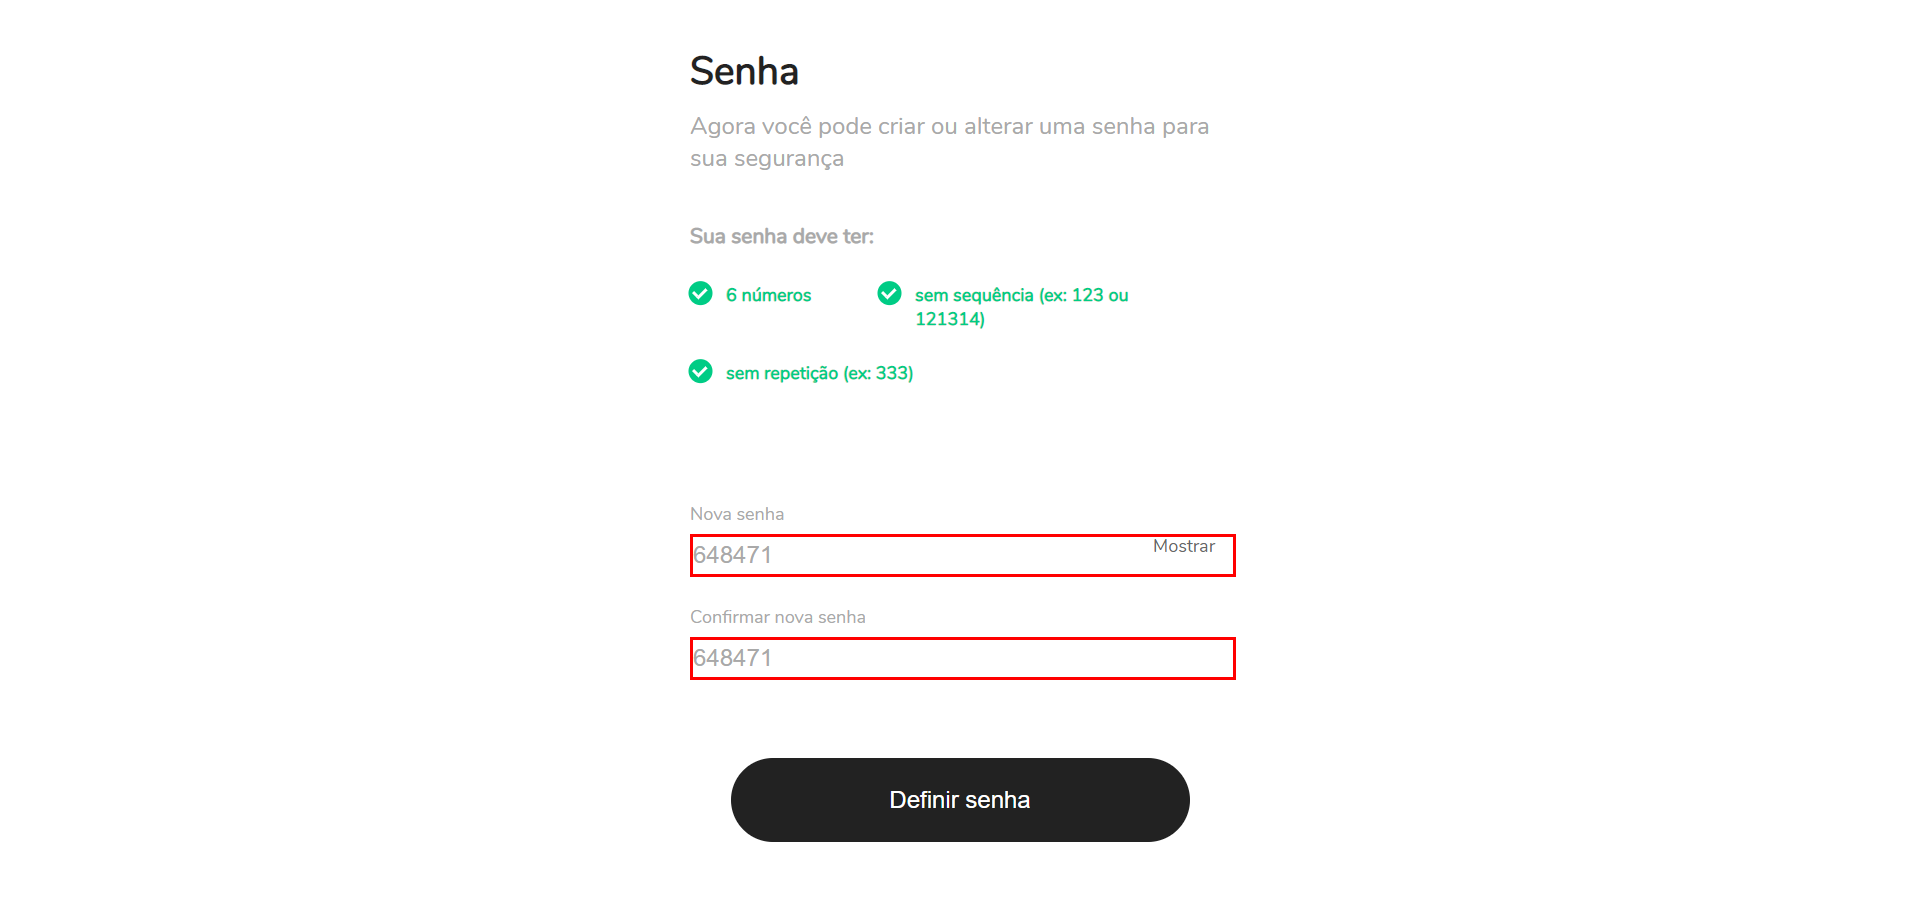 Senha
Agora você pode criar ou alterar uma senha para
sua segurança
Sua senha deve ter:
6 números
sem sequência (ex: 123 ou
121314)
sem repetição (ex: 333)
Nova senha
648471
Mostrar
Confirmar nova senha
648471
Definir senha